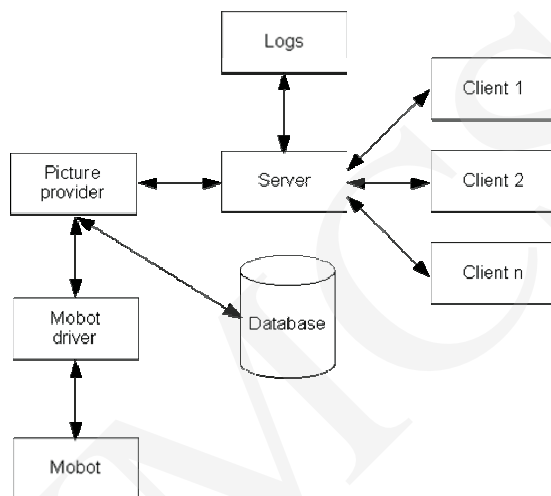 Logs
Client 1
Picture
provider
Server
Client 2
Client n
Database
Mobot
driver
Mobot